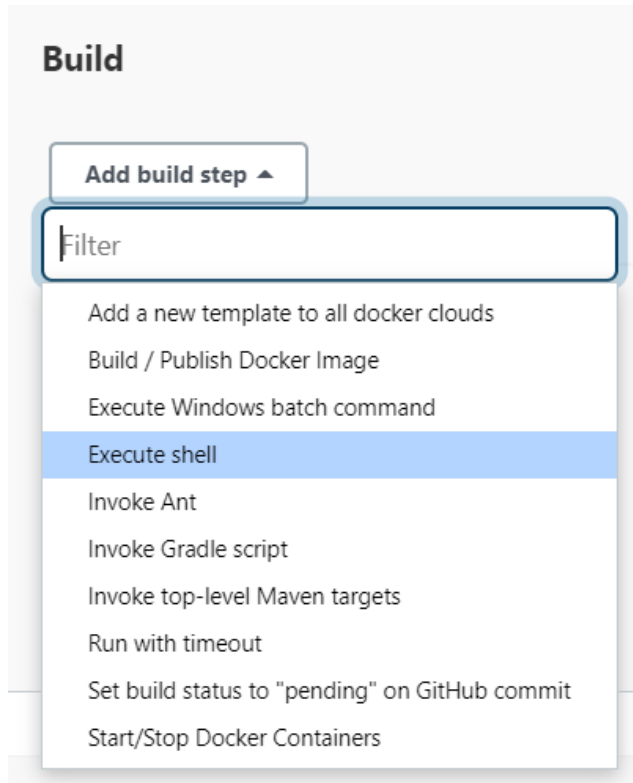 Build
Add build step
Filter
Add a new template to all docker clouds
Build / Publish Docker Image
Execute Windows batch command
Execute shell
Invoke Ant
Invoke Gradle script
Invoke top-level Maven targets
Run with timeout
Set build status to "pending" on GitHub commit
Start/Stop Docker Containers